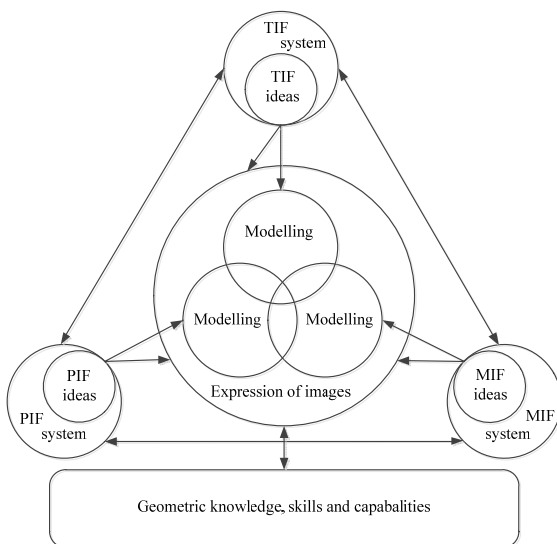 TIF
system
TIF
ideas
Modelling
Modelling
Modelling
Expression of images
PIF
ideas
PIF
system
MIF
ideas
MIF
system
Geometric knowledge, skills and capabalities